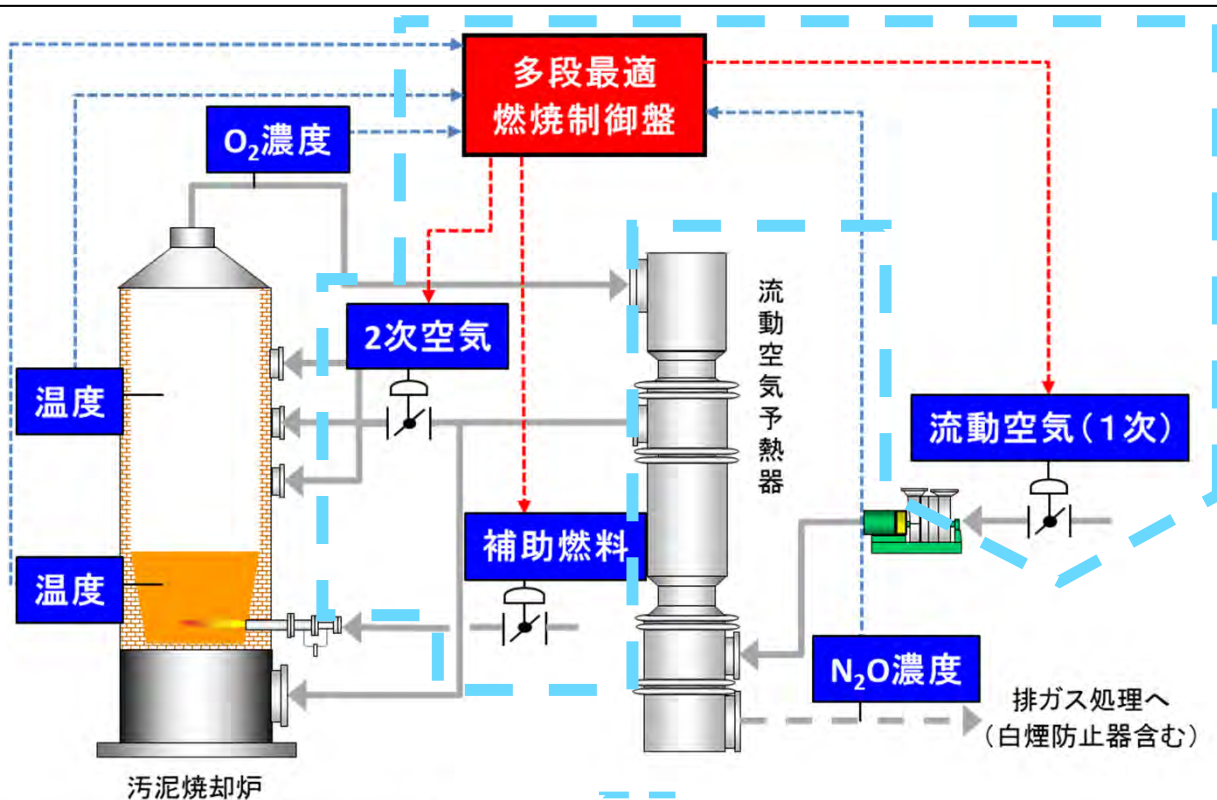 多段最適
燃焼制御盤
O₂濃度
2次空気
流動空気予熱器
温度
流動空気(1次)
補助燃料
温度
N₂O濃度
排ガス処理へ
(白煙防止器含む)
汚泥焼却炉